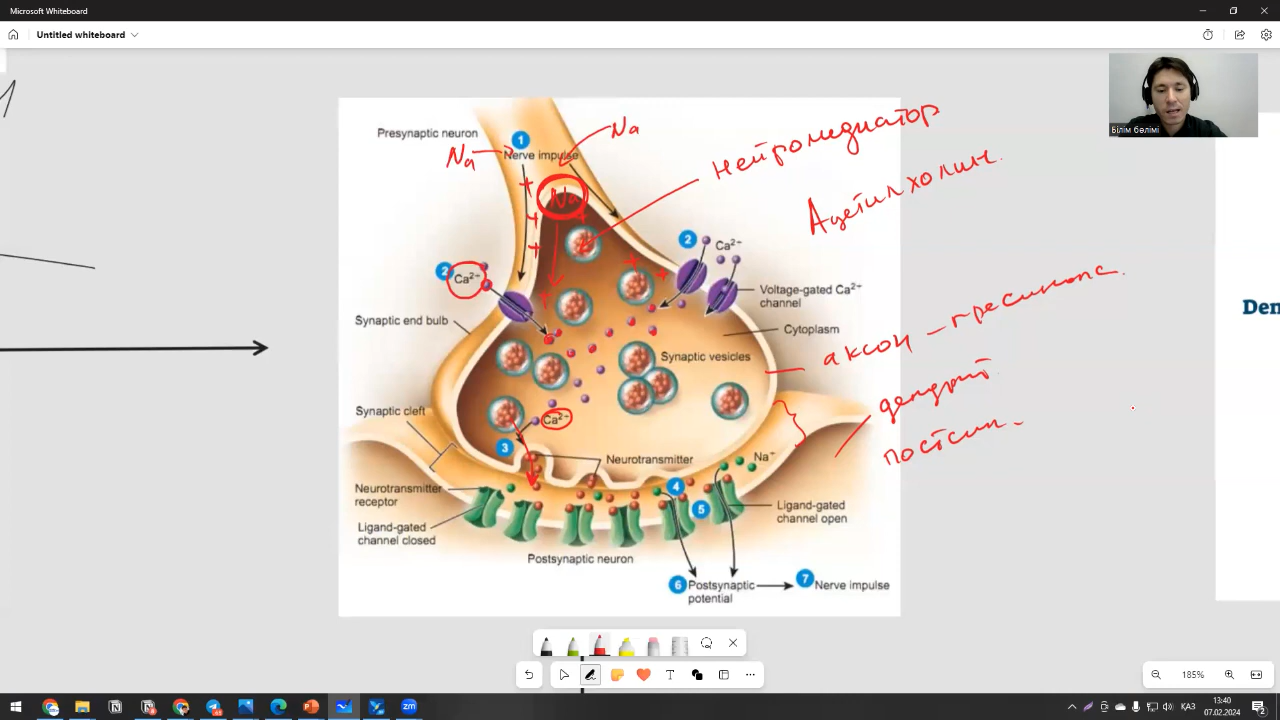 Microsoft Whiteboard
Untitled whiteboard
Білім бөлімі
Presynaptic neuron
1
Na
Na
Nerve impulse
Na
нейромедиатор
Ацетилхолин.
2
Ca²⁺
2
Ca²⁺
Voltage-gated Ca²⁺
channel
Synaptic end bulb
Cytoplasm
Synaptic vesicles
аксон – пресинапс.
Den
Synaptic cleft
Ca²⁺
дендрит
постсин.
3
Neurotransmitter
Na⁺
Neurotransmitter
receptor
4
5
Ligand-gated
channel closed
Ligand-gated
channel open
Postsynaptic neuron
6
Postsynaptic
potential
7
Nerve impulse
185%
13:40
ҚАЗ
07.02.2024